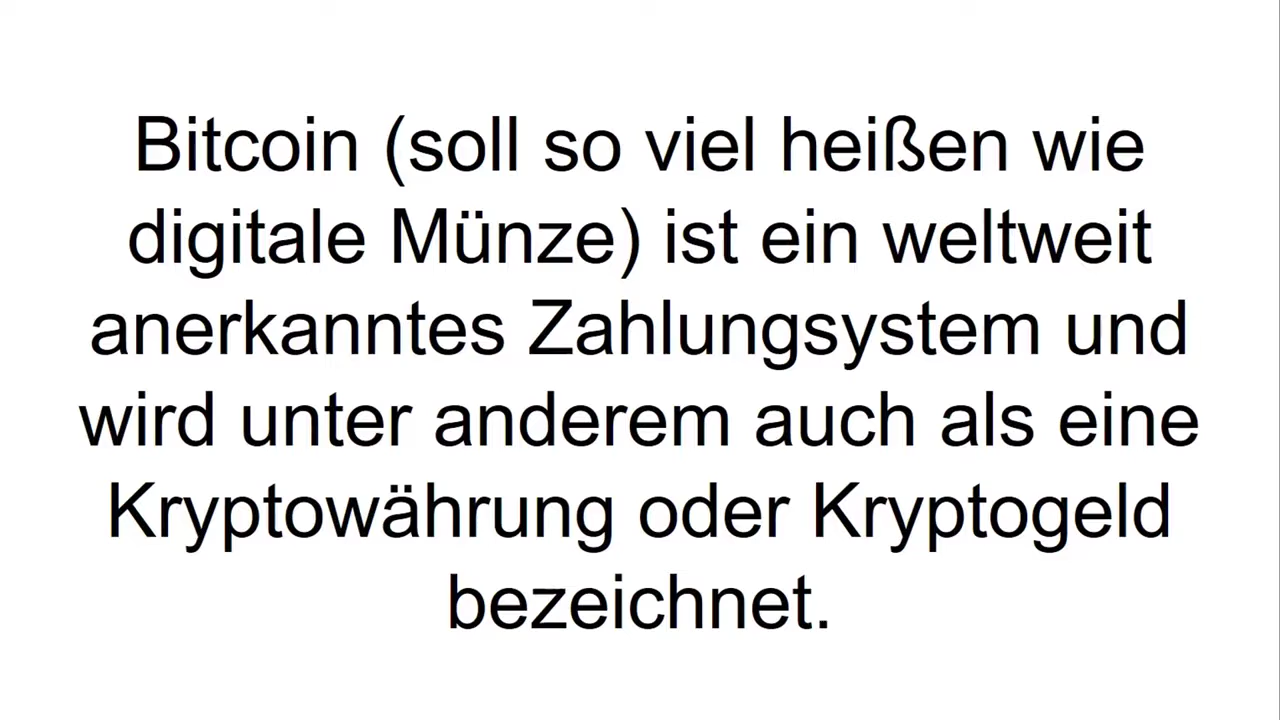 Bitcoin (soll so viel heißen wie
digitale Münze) ist ein weltweit
anerkanntes Zahlungsystem und
wird unter anderem auch als eine
Kryptowährung oder Kryptogeld
bezeichnet.